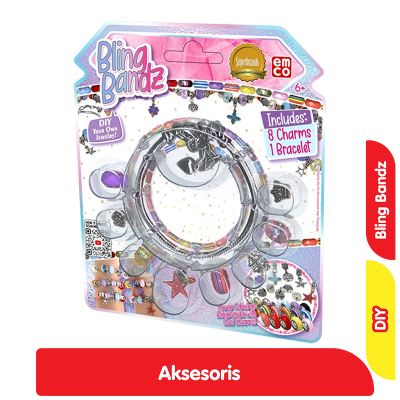 Bling
Bandz
Superbrands
emco
6+
DIY
Your Own
Jewelry!
Includes:
8 Charms
1 Bracelet
Bling Bandz
DIY
Aksesoris